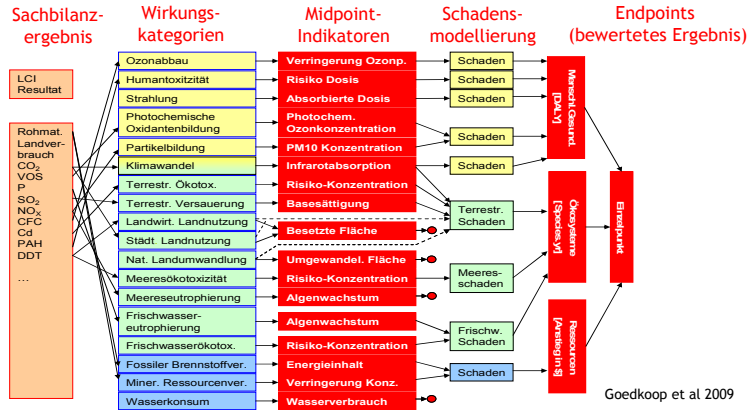 Sachbilanz-
ergebnis
Wirkungs-
kategorien
Midpoint-
Indikatoren
Schadens-
modellierung
Endpoints
(bewertetes Ergebnis)
LCI
Resultat
Rohmat.
Landver-
brauch
CO2
VOS
P
SO2
NOX
CFC
Cd
PAH
DDT
...
Ozonabbau
Humantoxitzität
Strahlung
Photochemische
Oxidantenbildung
Partikelbildung
Klimawandel
Terrestr. Ökotox.
Terrestr. Versauerung
Landwirt. Landnutzung
Städt. Landnutzung
Nat. Landumwandlung
Meeresökotoxizität
Meereseutrophierung
Frischwasser-
eutrophierung
Frischwasserökotox.
Fossiler Brennstoffver.
Miner. Ressourcenver.
Wasserkonsum
Verringerung Ozonp.
Risiko Dosis
Absorbierte Dosis
Photochem.
Ozonkonzentration
PM10 Konzentration
Infrarotabsorption
Risiko-Konzentration
Basesättigung
Besetzte Fläche
Umgewandel. Fläche
Risiko-Konzentration
Algenwachstum
Algenwachstum
Risiko-Konzentration
Energieinhalt
Verringerung Konz.
Wasserverbrauch
Schaden
Schaden
Schaden
Schaden
Schaden
Terrestr.
Schaden
Meeres-
schaden
Frischw.
Schaden
Schaden
Menschl. Gesund.
[DALY]
Ökosysteme
[Species.yr]
Ressourcen
[Anstieg in $]
Einzelpunkt
Goedkoop et al 2009